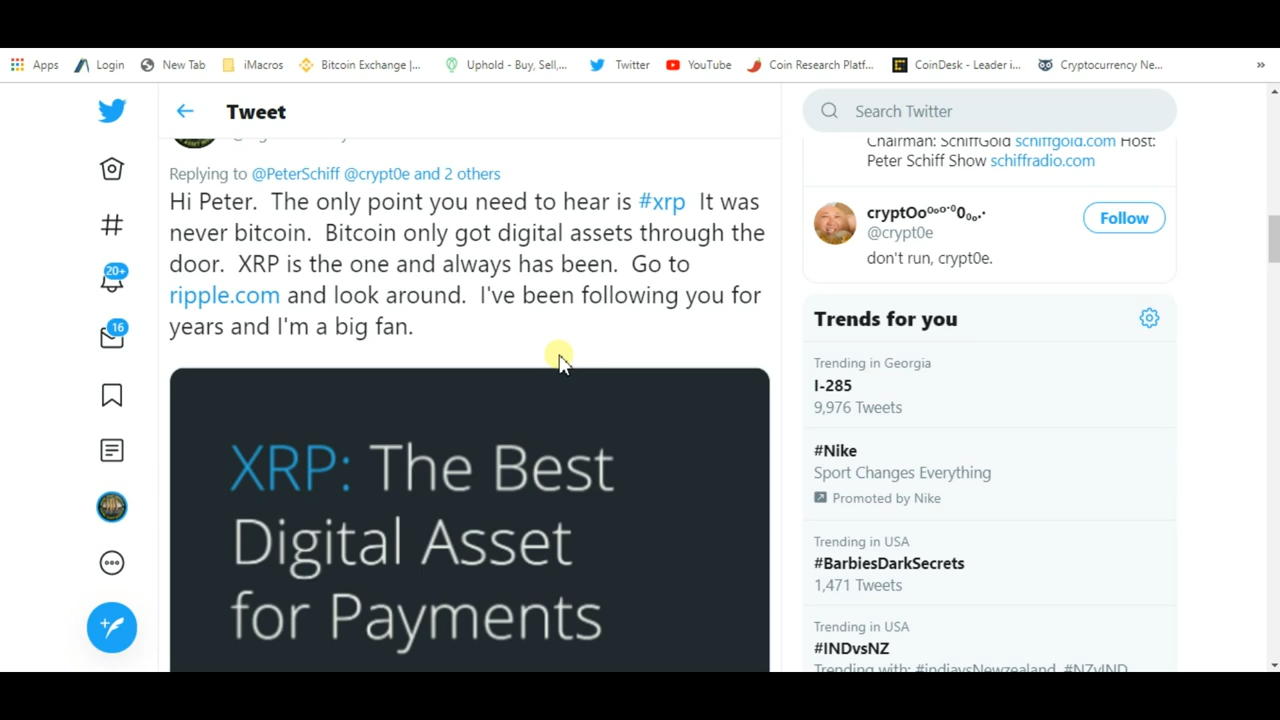 Apps Login New Tab iMacros Bitcoin Exchange |... Uphold - Buy, Sell,... Twitter YouTube Coin Research Platf... CoinDesk - Leader i... Cryptocurrency Ne... »
Tweet
Replying to @PeterSchiff @crypt0e and 2 others
Hi Peter. The only point you need to hear is #xrp It was
never bitcoin. Bitcoin only got digital assets through the
door. XRP is the one and always has been. Go to
ripple.com and look around. I've been following you for
years and I'm a big fan.
XRP: The Best
Digital Asset
for Payments
20+
16
Search Twitter
Chairman: SchiffGold schiffgold.com Host:
Peter Schiff Show schiffradio.com
@crypt0e
Follow
don't run, crypt0e.
Trends for you
Trending in Georgia
I-285
9,976 Tweets
#Nike
Sport Changes Everything
Promoted by Nike
Trending in USA
#BarbiesDarkSecrets
1,471 Tweets
Trending in USA
#INDvsNZ
Trending with: #indiavsNewzealand, #NZvIND